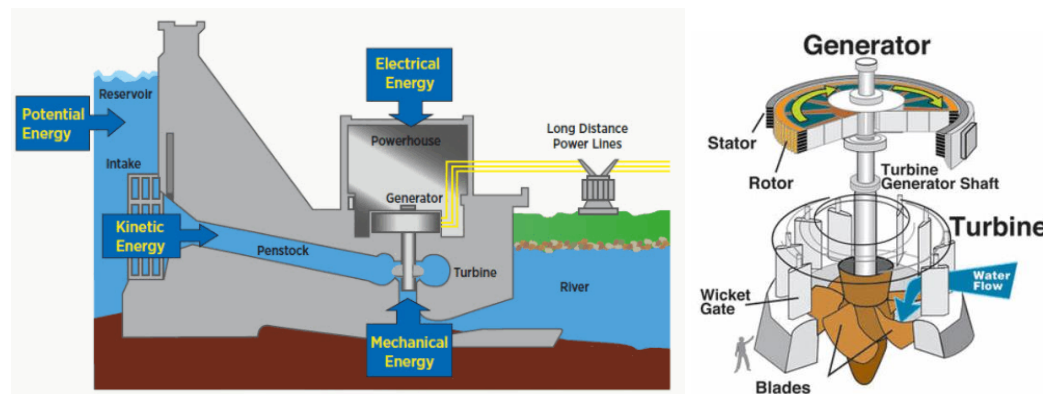 Reservoir
Potential
Energy
Intake
Kinetic
Energy
Penstock
Electrical
Energy
Powerhouse
Generator
Turbine
Mechanical
Energy
Long Distance
Power Lines
River
Generator
Stator
Rotor
Turbine
Generator Shaft
Turbine
Water
Flow
Wicket
Gate
Blades